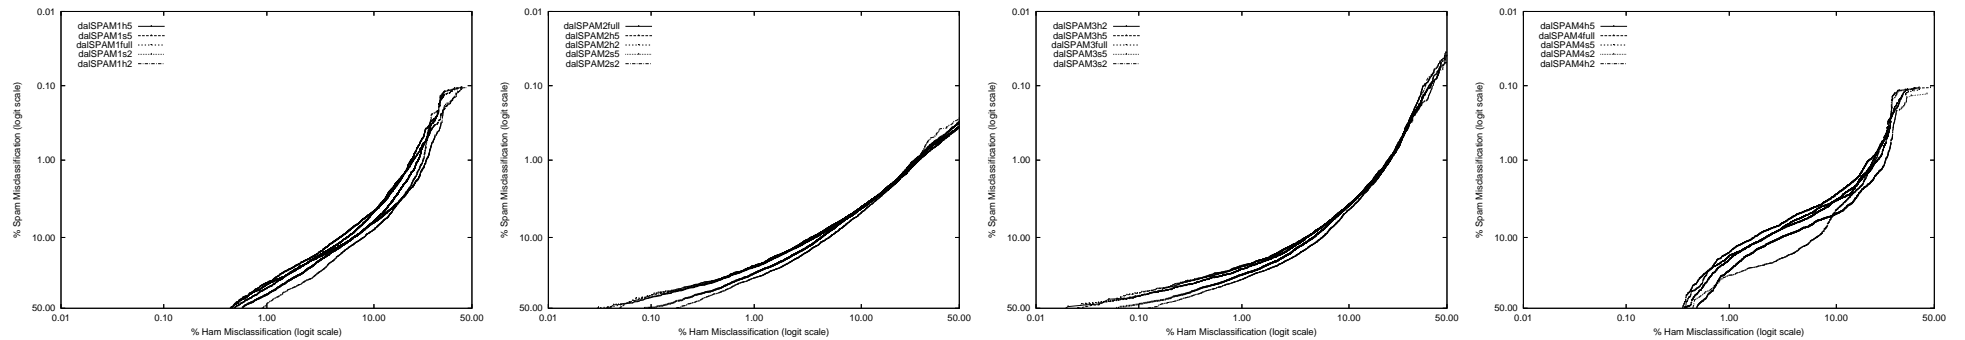 0.01
0.10
1.00
10.00
50.00
0.01 0.10 1.00 10.00 50.00
% Spam Misclassification (logit scale)
% Ham Misclassification (logit scale)
dalSPAM1h5
dalSPAM1s5
dalSPAM1full
dalSPAM1s2
dalSPAM1h2
0.01
0.10
1.00
10.00
50.00
0.01 0.10 1.00 10.00 50.00
% Spam Misclassification (logit scale)
% Ham Misclassification (logit scale)
dalSPAM2full
dalSPAM2h5
dalSPAM2h2
dalSPAM2s5
dalSPAM2s2
0.01
0.10
1.00
10.00
50.00
0.01 0.10 1.00 10.00 50.00
% Spam Misclassification (logit scale)
% Ham Misclassification (logit scale)
dalSPAM3h2
dalSPAM3h5
dalSPAM3full
dalSPAM3s5
dalSPAM3s2
0.01
0.10
1.00
10.00
50.00
0.01 0.10 1.00 10.00 50.00
% Spam Misclassification (logit scale)
% Ham Misclassification (logit scale)
dalSPAM4h5
dalSPAM4full
dalSPAM4s5
dalSPAM4s2
dalSPAM4h2